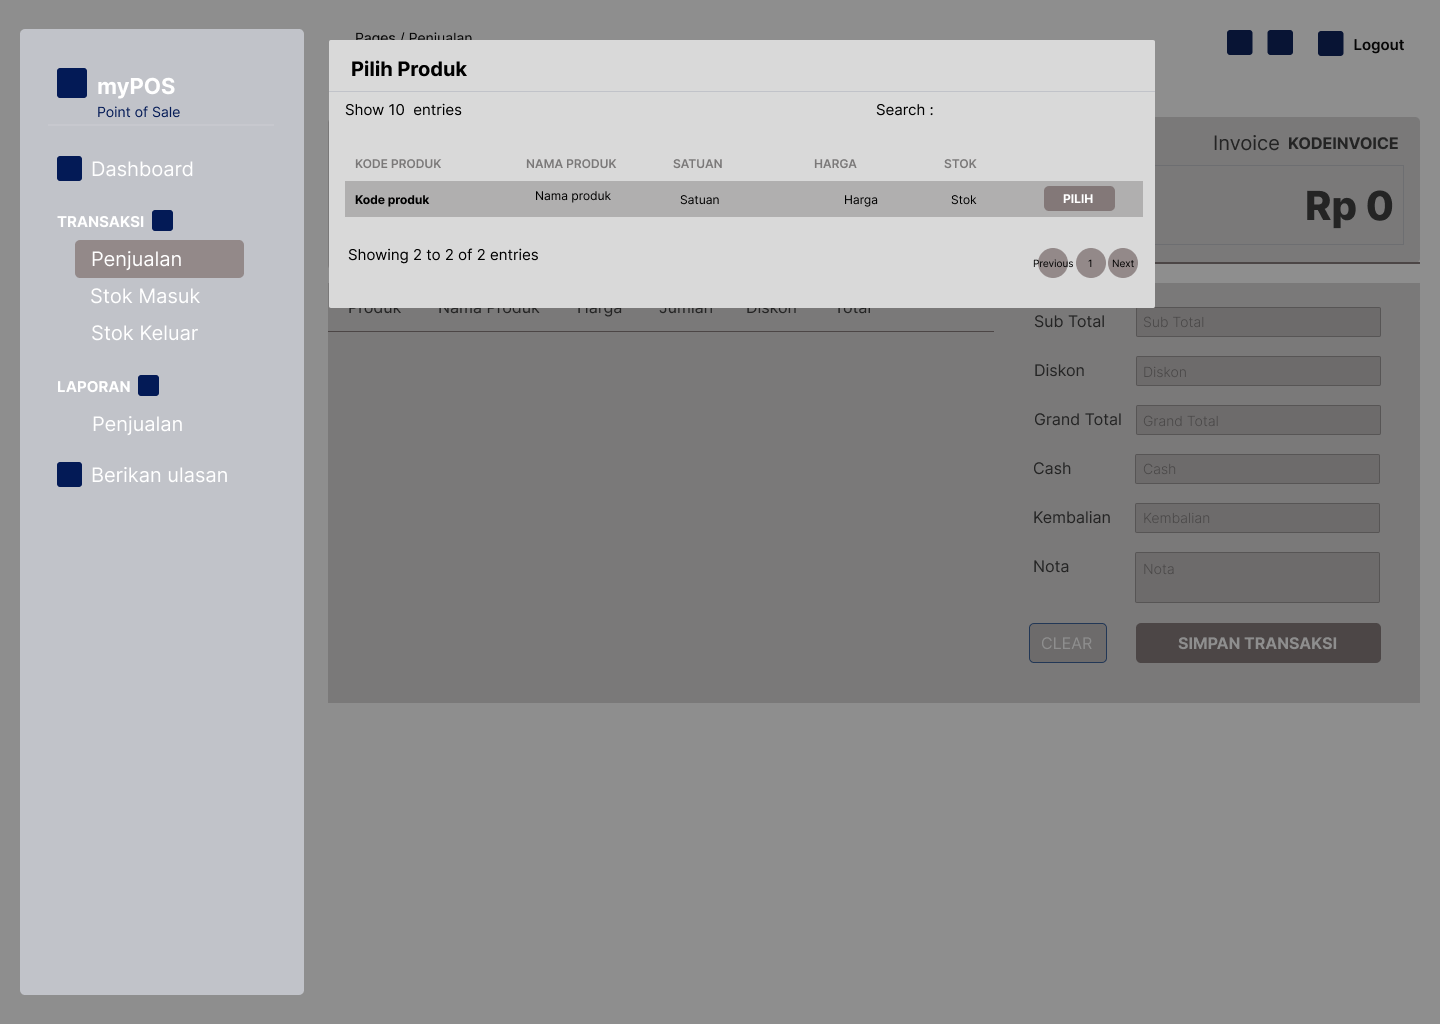 myPOS
Point of Sale
Dashboard
TRANSAKSI
Penjualan
Stok Masuk
Stok Keluar
LAPORAN
Penjualan
Berikan ulasan
Pages / Penjualan
Logout
Pilih Produk
Show 10 entries
Search :
KODE PRODUK NAMA PRODUK SATUAN HARGA STOK
Kode produk Nama produk Satuan Harga Stok PILIH
Showing 2 to 2 of 2 entries
Previous 1 Next
Invoice KODEINVOICE
Rp 0
Produk Nama Produk Harga Jumlah Diskon Total
Sub Total Sub Total
Diskon Diskon
Grand Total Grand Total
Cash Cash
Kembalian Kembalian
Nota Nota
CLEAR SIMPAN TRANSAKSI